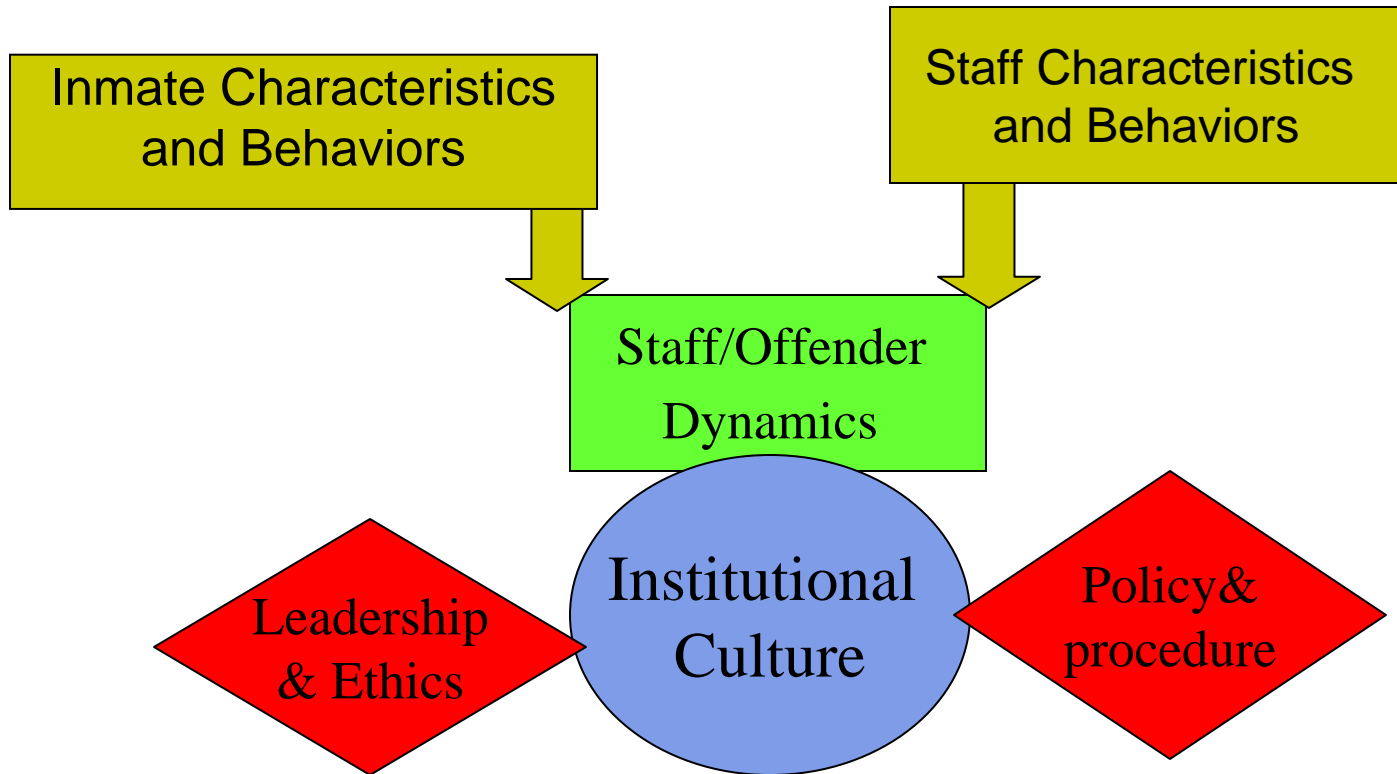 Inmate Characteristics
and Behaviors
Staff Characteristics
and Behaviors
Staff/Offender
Dynamics
Institutional
Culture
Leadership
& Ethics
Policy&
procedure